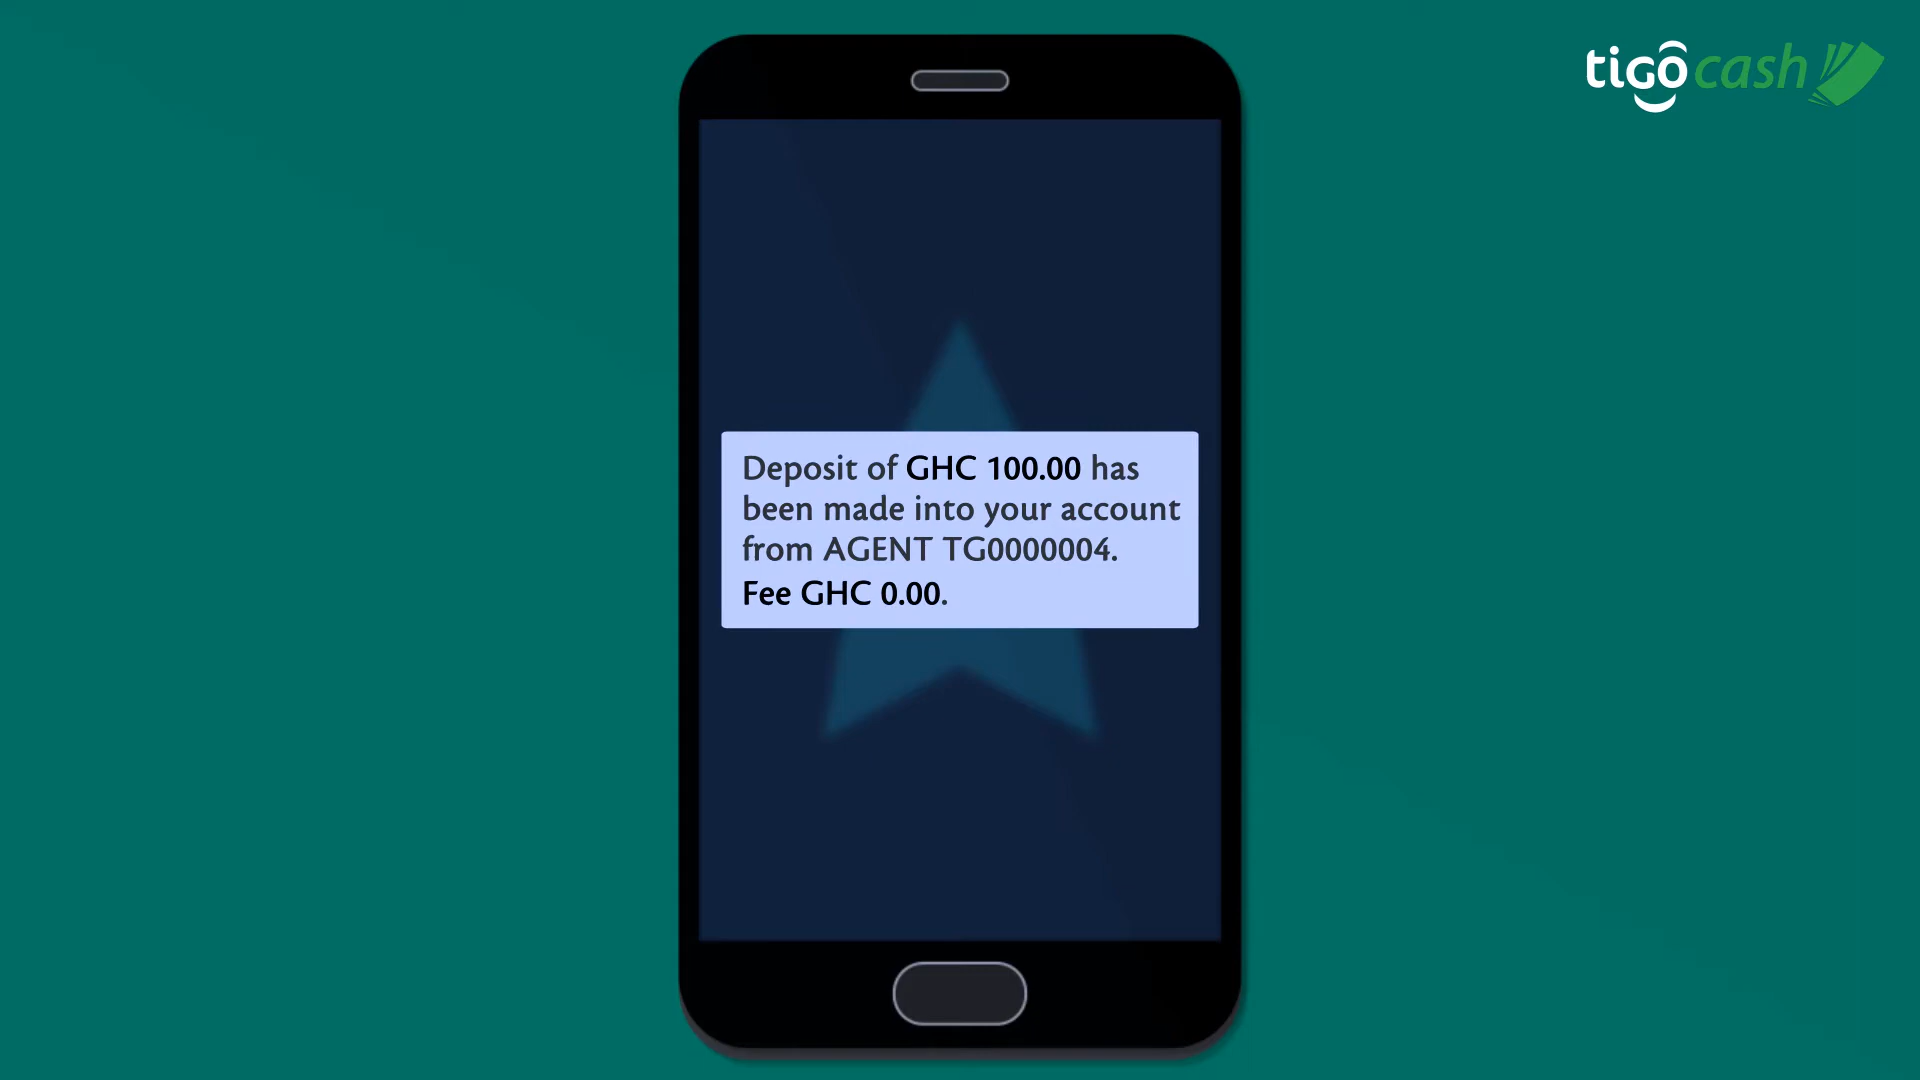 tigo cash
Deposit of GHC 100.00 has
been made into your account
from AGENT TG0000004.
Fee GHC 0.00.